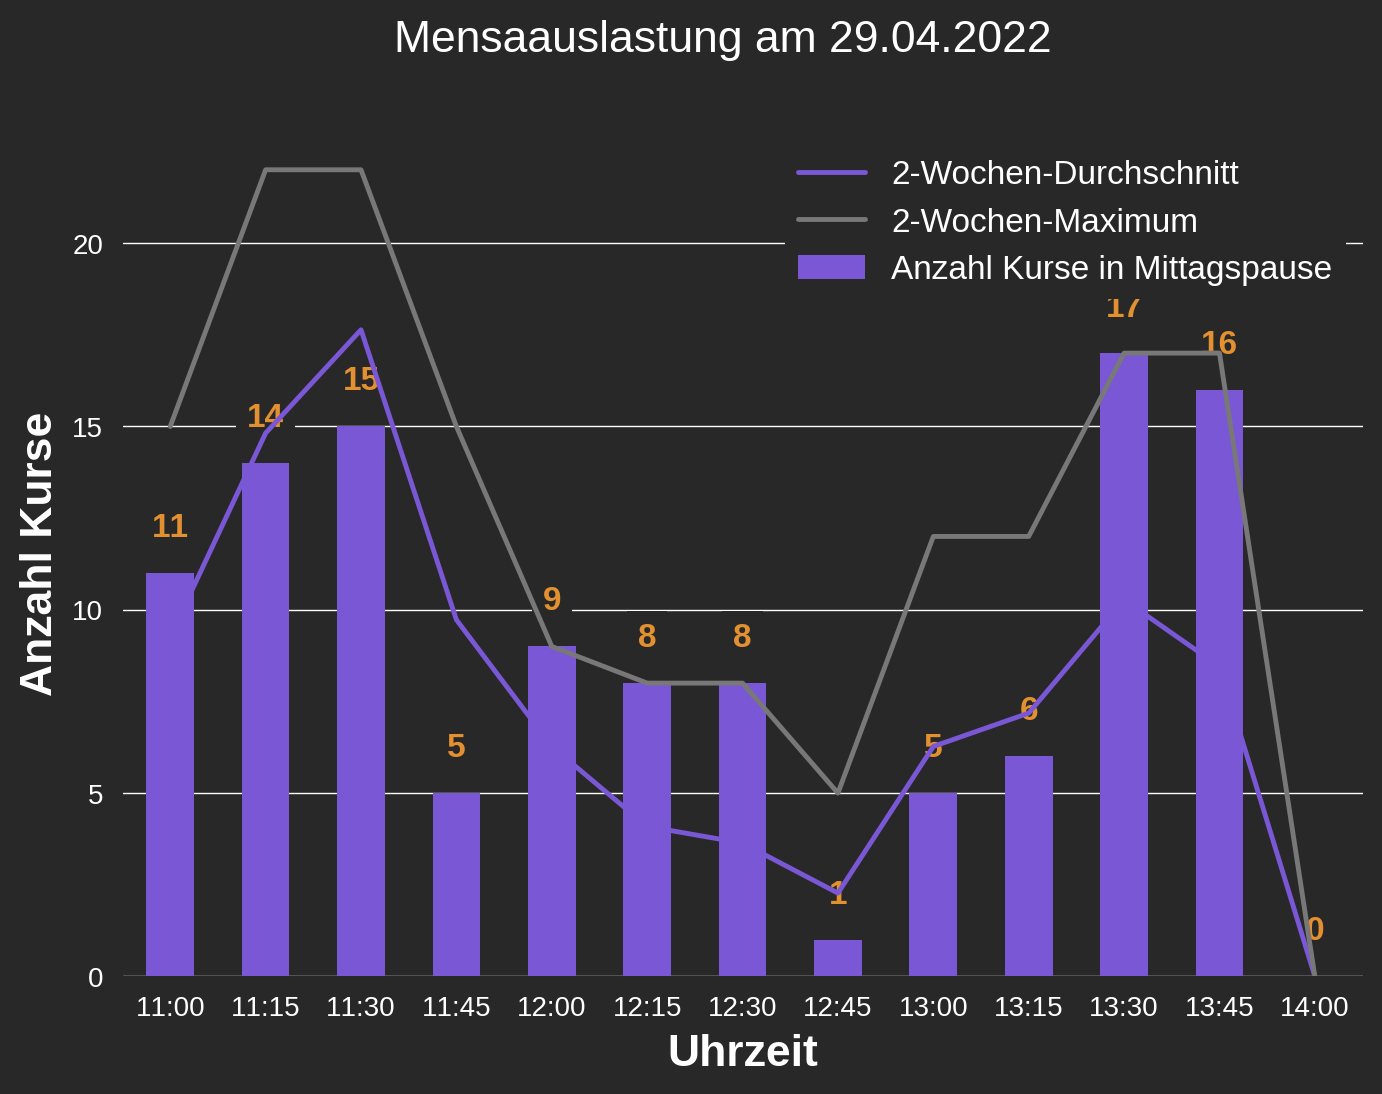 Mensaauslastung am 29.04.2022
2-Wochen-Durchschnitt
2-Wochen-Maximum
Anzahl Kurse in Mittagspause
Anzahl Kurse
20
15
10
5
0
11
14
15
5
9
8
8
1
5
6
17
16
0
11:00 11:15 11:30 11:45 12:00 12:15 12:30 12:45 13:00 13:15 13:30 13:45 14:00
Uhrzeit